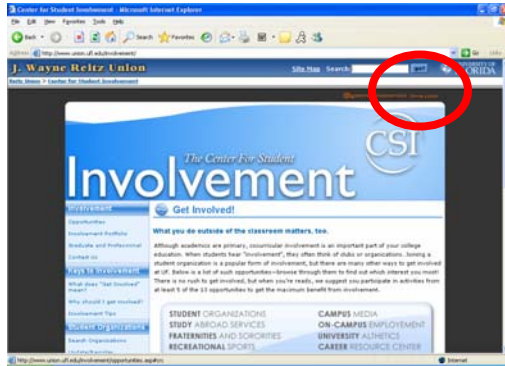 Center for Student Involvement - Microsoft Internet Explorer
File Edit View Favorites Tools Help
Back Search Favorites
Address http://www.union.ufl.edu/involvement/ Go Links
J. Wayne Reitz Union
Site Map Search:
UNIVERSITY OF
FLORIDA
Reitz Union > Center for Student Involvement
The Center For Student
CSI
Involvement
Involvement
Opportunities
Involvement Portfolio
Graduate and Professional
Contact Us
Keys to Involvement
What does "Get Involved"
mean?
Why should I get involved?
Involvement Tips
Student Organizations
Search Organizations
Update/Register
Get Involved!
What you do outside of the classroom matters, too.
Although academics are primary, cocurricular involvement is an important part of your college
education. When students hear "involvement", they often think of clubs or organizations. Joining a
student organization is a popular form of involvement, but there are many other ways to get involved
at UF. Below is a list of such opportunities—browse through them to find which interest you most!
There is no rush to get involved, but when you're ready, we suggest you participate in activities from
at least 5 of the 13 opportunities to get the maximum benefit from involvement.
STUDENT ORGANIZATIONS
STUDY ABROAD SERVICES
FRATERNITIES AND SORORITIES
RECREATIONAL SPORTS
CAMPUS MEDIA
ON-CAMPUS EMPLOYEMENT
UNIVERSITY ATHLETICS
CAREER RESOURCE CENTER
http://www.union.ufl.edu/involvement/opportunities.asp#src
Internet